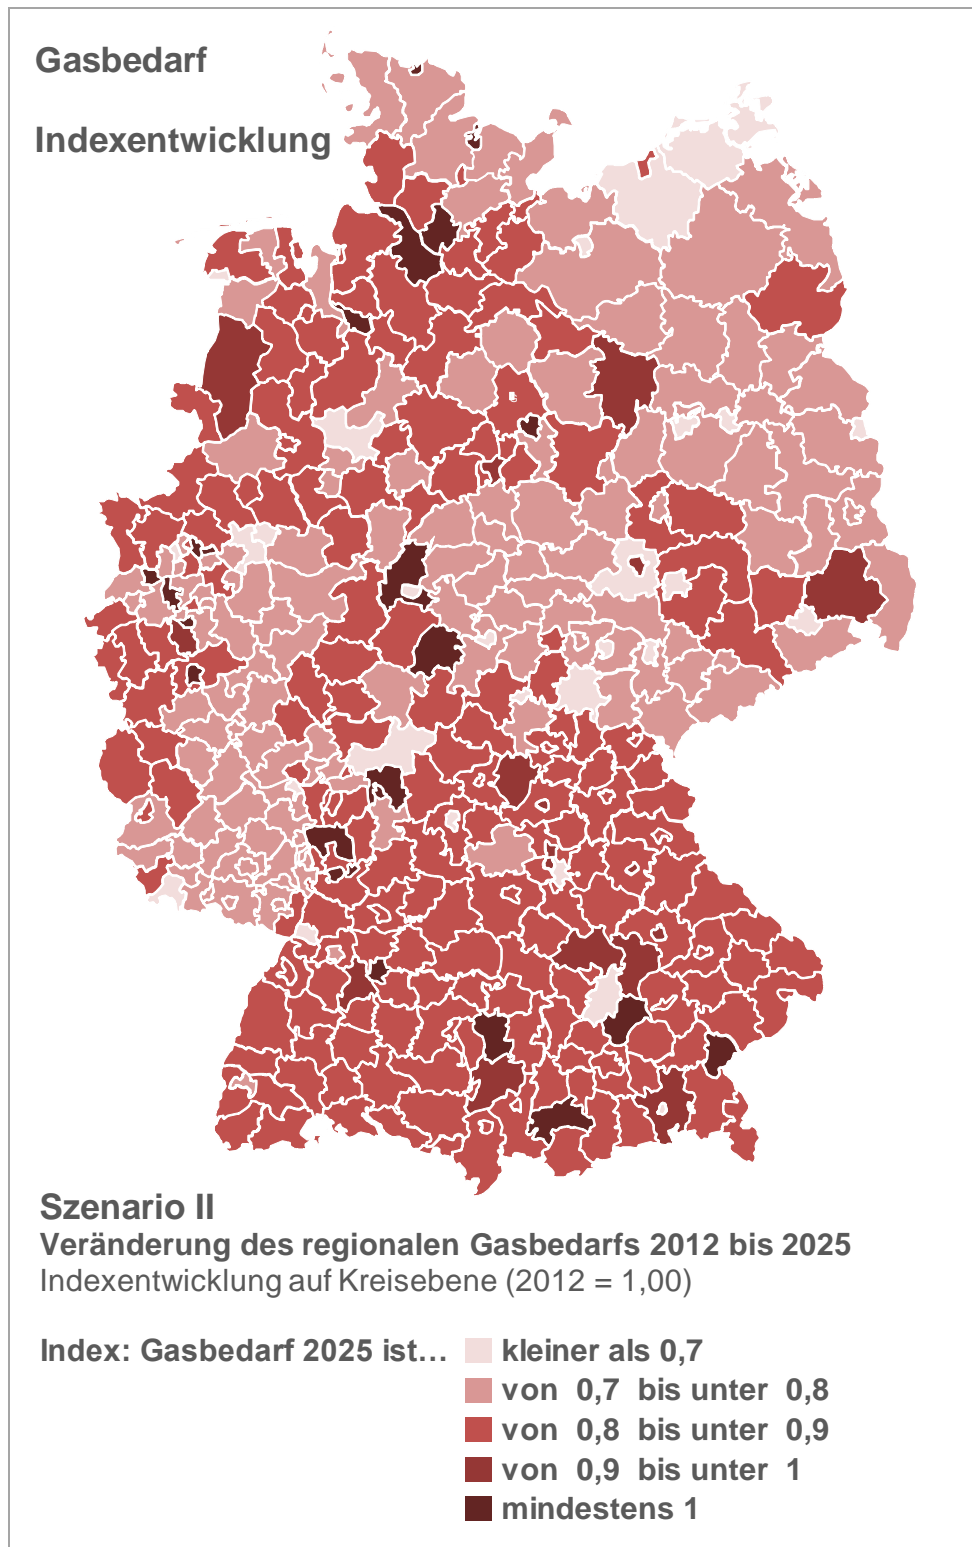 Gasbedarf
Indexentwicklung
Szenario II
Veränderung des regionalen Gasbedarfs 2012 bis 2025
Indexentwicklung auf Kreisebene (2012 = 1,00)
Index: Gasbedarf 2025 ist... kleiner als 0,7
von 0,7 bis unter 0,8
von 0,8 bis unter 0,9
von 0,9 bis unter 1
mindestens 1